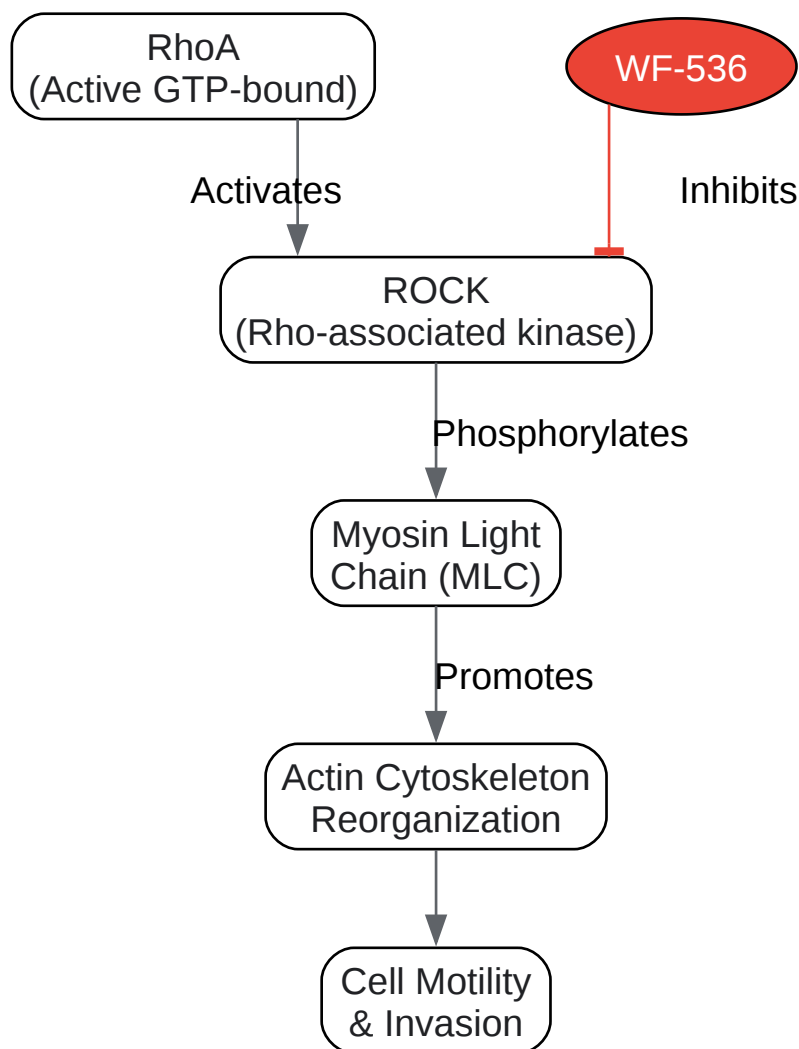 RhoA
(Active GTP-bound)
WF-536
Activates
Inhibits
ROCK
(Rho-associated kinase)
Phosphorylates
Myosin Light
Chain (MLC)
Promotes
Actin Cytoskeleton
Reorganization
Cell Motility
& Invasion